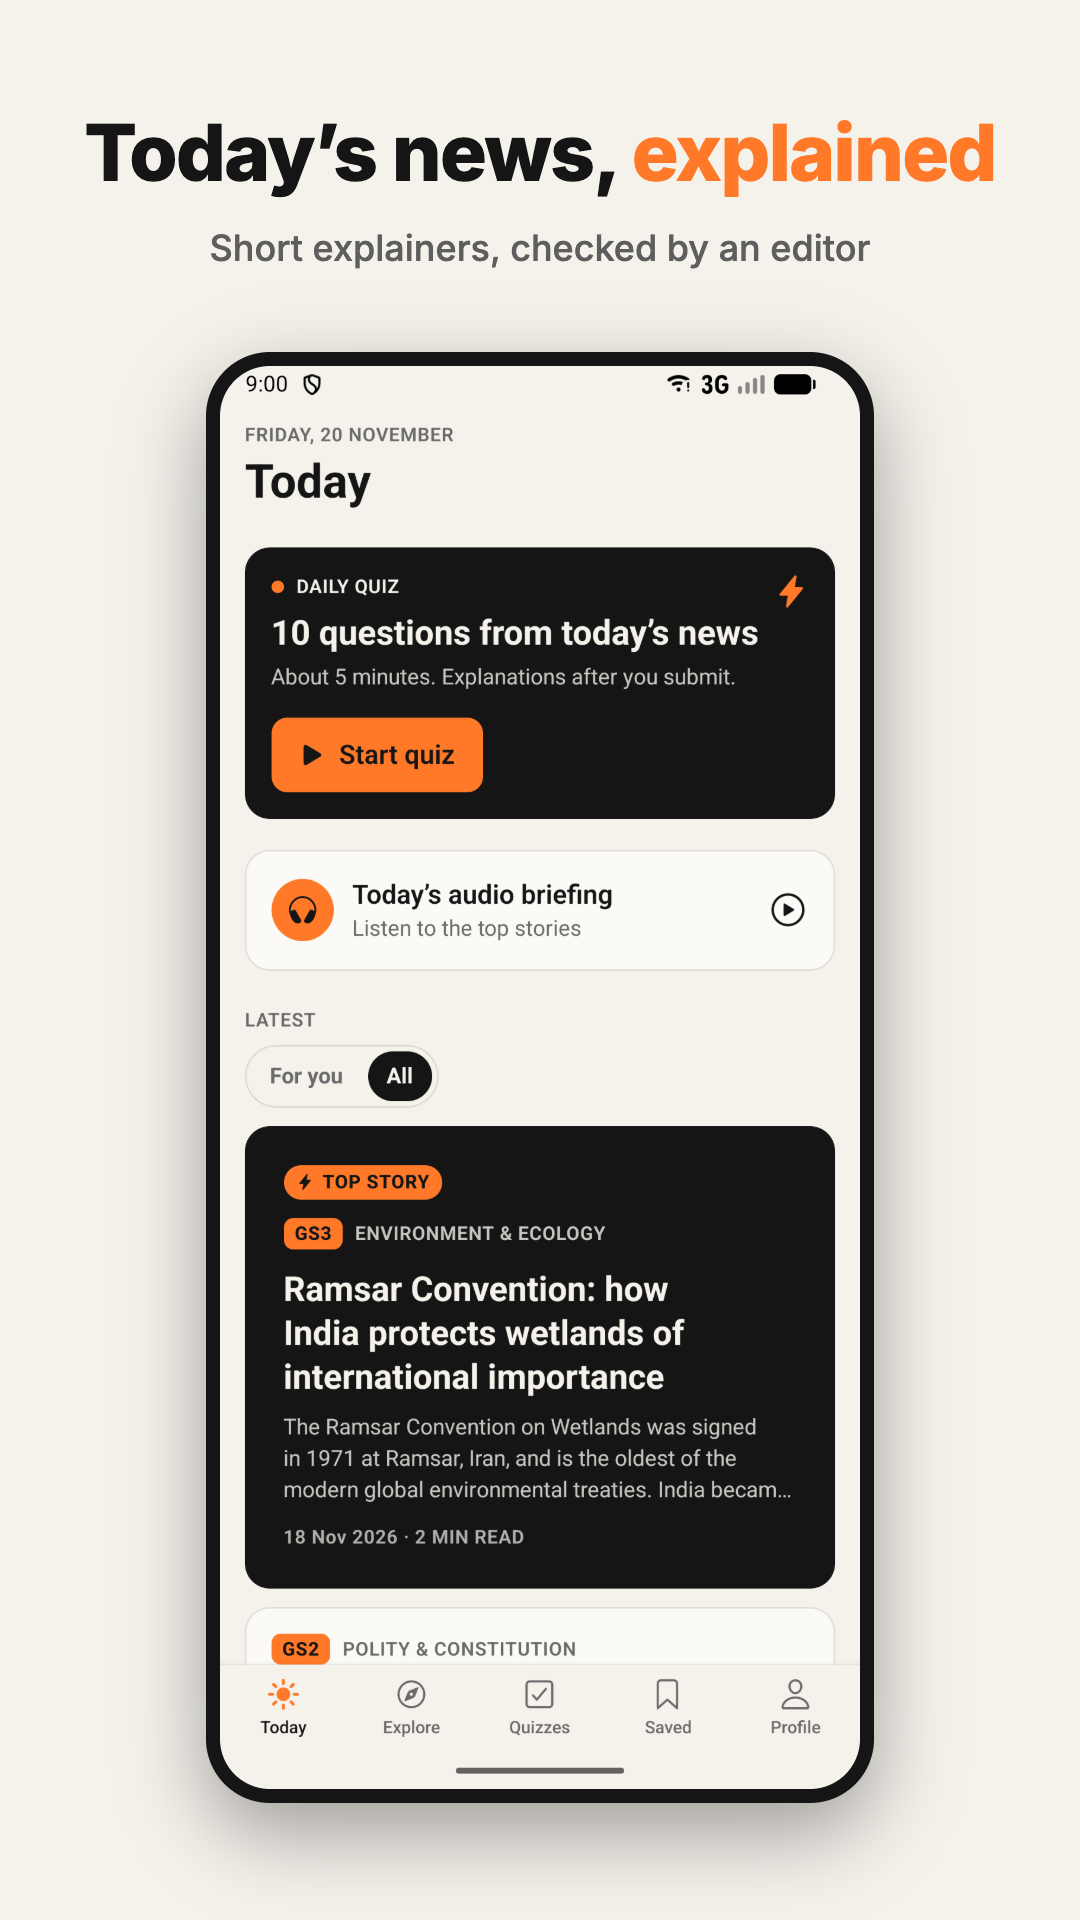 Today’s news, explained
Short explainers, checked by an editor
9:00
3G
FRIDAY, 20 NOVEMBER
Today
DAILY QUIZ
10 questions from today’s news
About 5 minutes. Explanations after you submit.
Start quiz
Today’s audio briefing
Listen to the top stories
LATEST
For you
All
TOP STORY
GS3 ENVIRONMENT & ECOLOGY
Ramsar Convention: how
India protects wetlands of
international importance
The Ramsar Convention on Wetlands was signed
in 1971 at Ramsar, Iran, and is the oldest of the
modern global environmental treaties. India becam…
18 Nov 2026 · 2 MIN READ
GS2 POLITY & CONSTITUTION
Today
Explore
Quizzes
Saved
Profile